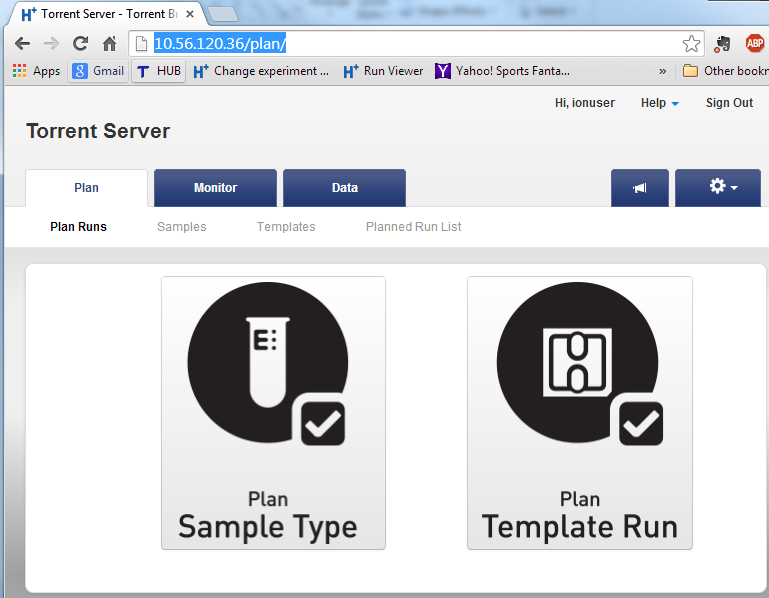 H+ Torrent Server - Torrent Br
10.56.120.36/plan/ ABP
Apps 8 Gmail T HUB H+ Change experiment ... H+ Run Viewer Y Yahoo! Sports Fanta... » Other bookm
Hi, ionuser Help Sign Out
Torrent Server
Plan Monitor Data
Plan Runs Samples Templates Planned Run List
E:
Plan
Sample Type
Plan
Template Run